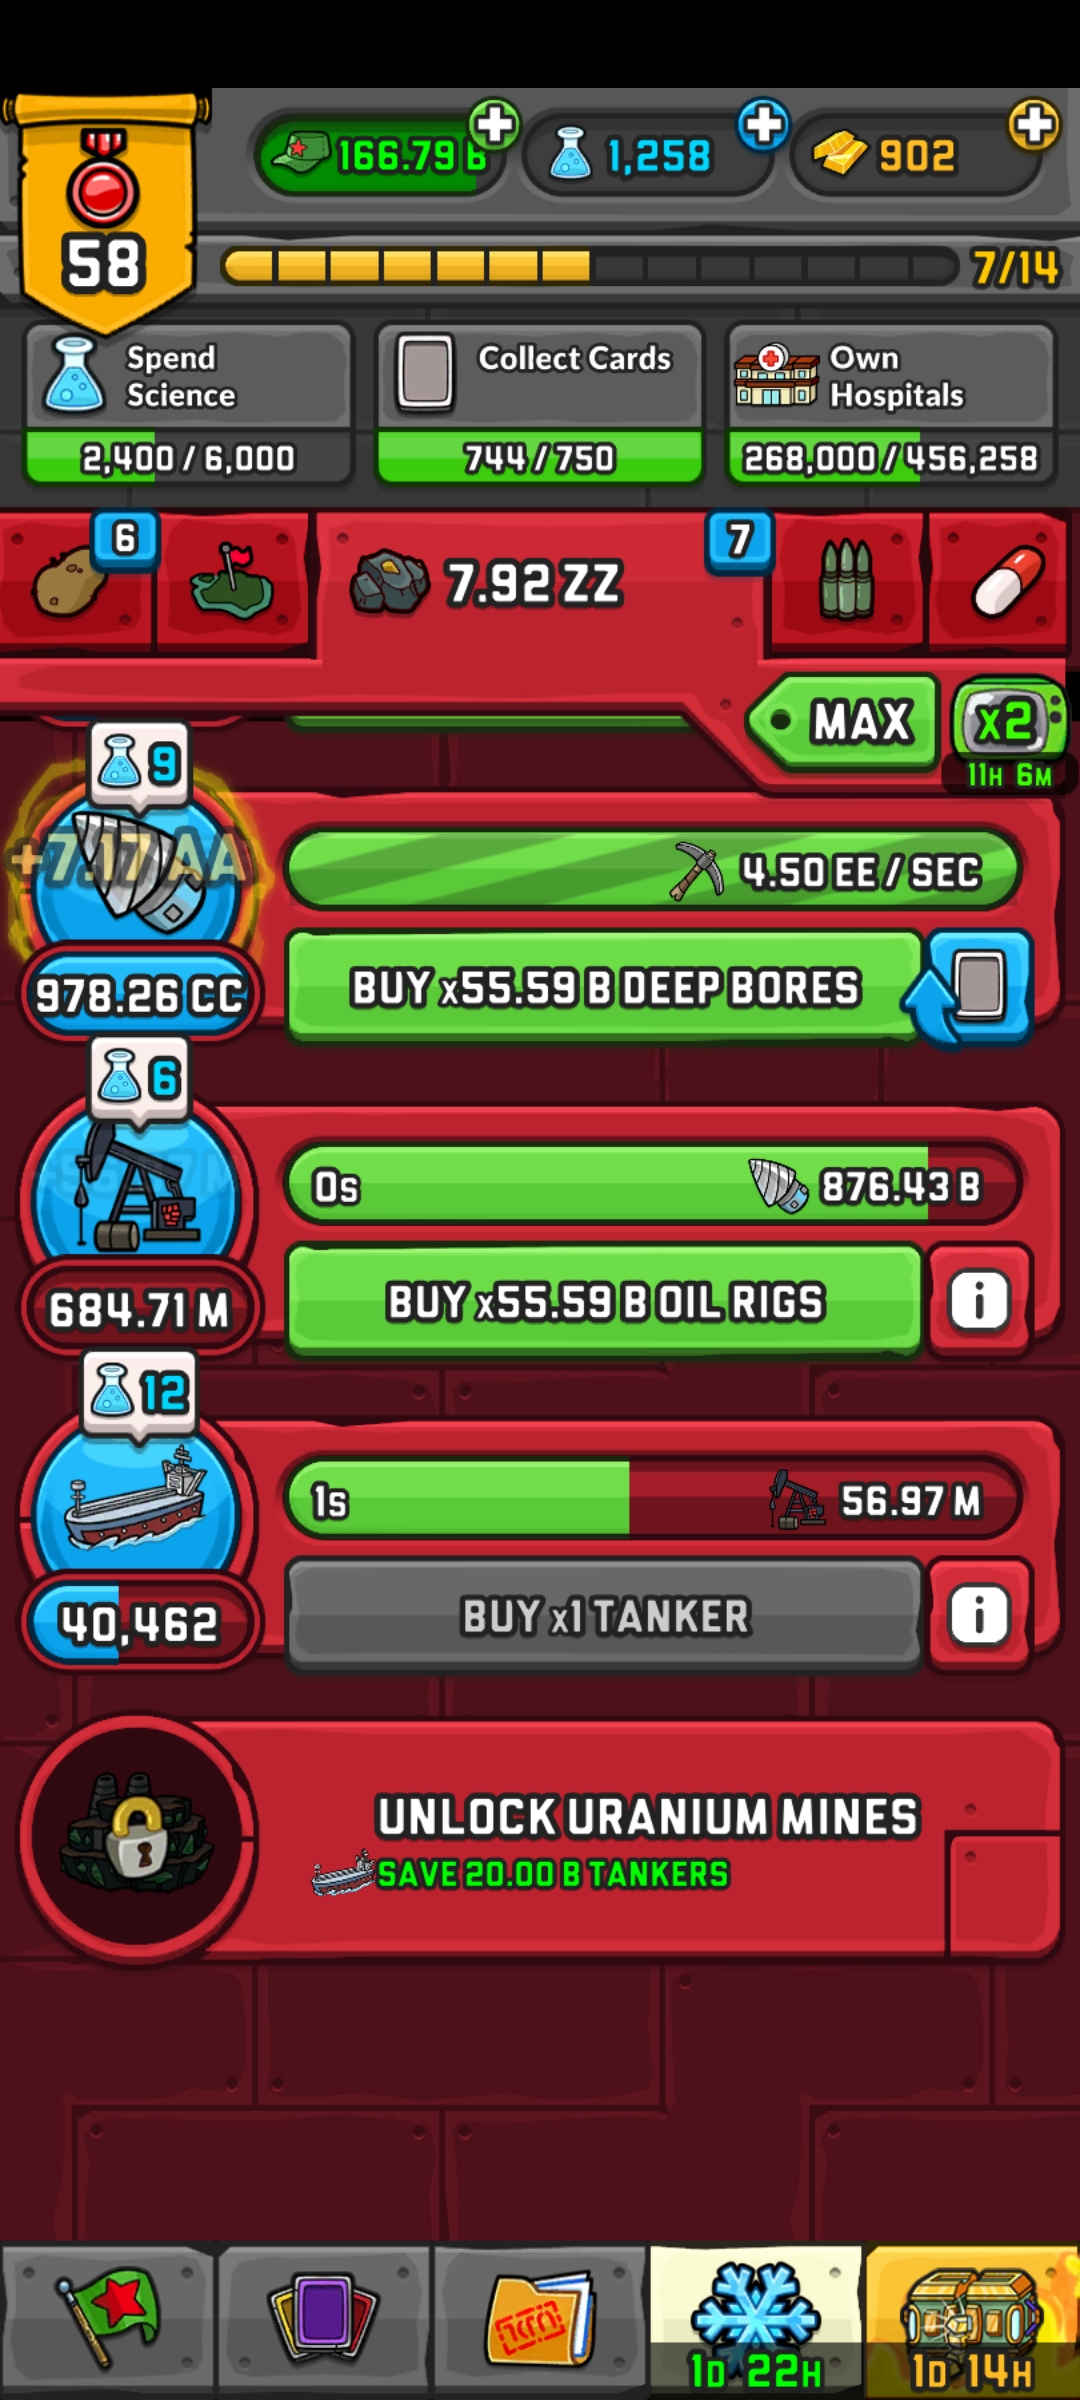 58
166.79 B
1,258
902
7/14
Spend
Science
2,400 / 6,000
Collect Cards
744 / 750
Own
Hospitals
268,000 / 456,258
6
7.92 ZZ
7
MAX
x2
11H 6M
9
+7.17 AA
4.50 EE / SEC
978.26 CC
BUY x55.59 B DEEP BORES
6
0s
876.43 B
684.71 M
BUY x55.59 B OIL RIGS
i
12
1s
56.97 M
40,462
BUY x1 TANKER
i
UNLOCK URANIUM MINES
SAVE 20.00 B TANKERS
1D 22H
1D 14H